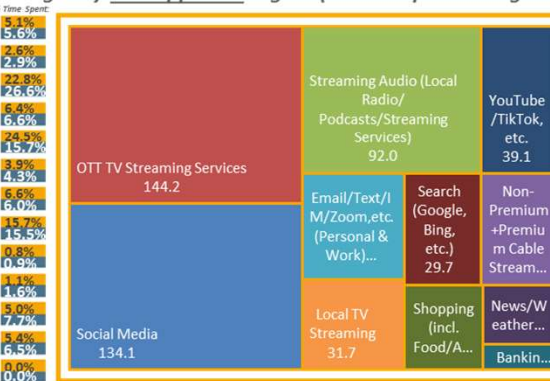 Time Spent:
5.1%
5.6%
2.6%
2.9%
22.8%
26.6%
6.4%
6.6%
24.5%
15.7%
3.9%
4.3%
6.6%
6.0%
15.7%
15.5%
0.8%
0.9%
1.1%
1.6%
5.0%
7.7%
5.4%
6.5%
0.0%
0.0%
OTT TV Streaming Services
144.2
Social Media
134.1
Streaming Audio (Local
Radio/
Podcasts/Streaming
Services)
92.0
YouTube
/TikTok,
etc.
39.1
Email/Text/I
M/Zoom,etc.
(Personal &
Work)...
Search
(Google,
Bing,
etc.)
29.7
Non-
Premium
+Premiu
m Cable
Stream...
Local TV
Streaming
31.7
Shopping
(incl.
Food/A...
News/W
eather...
Bankin...